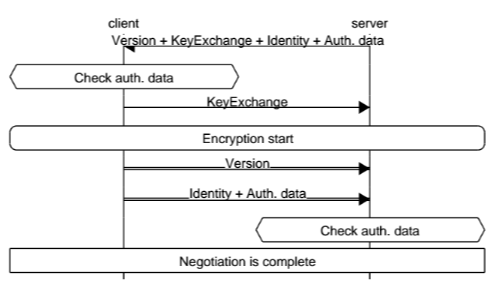 client server
Version + KeyExchange + Identity + Auth. data
Check auth. data
KeyExchange
Encryption start
Version
Identity + Auth. data
Check auth. data
Negotiation is complete